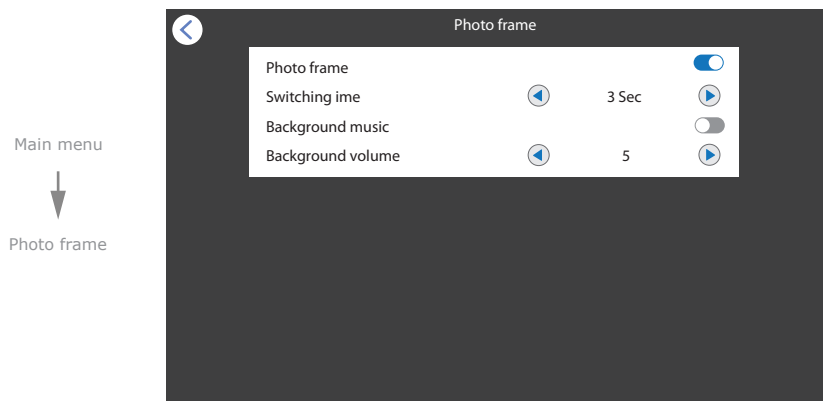 Photo frame
Photo frame
Switching ime 3 Sec
Background music
Background volume 5
Main menu
Photo frame